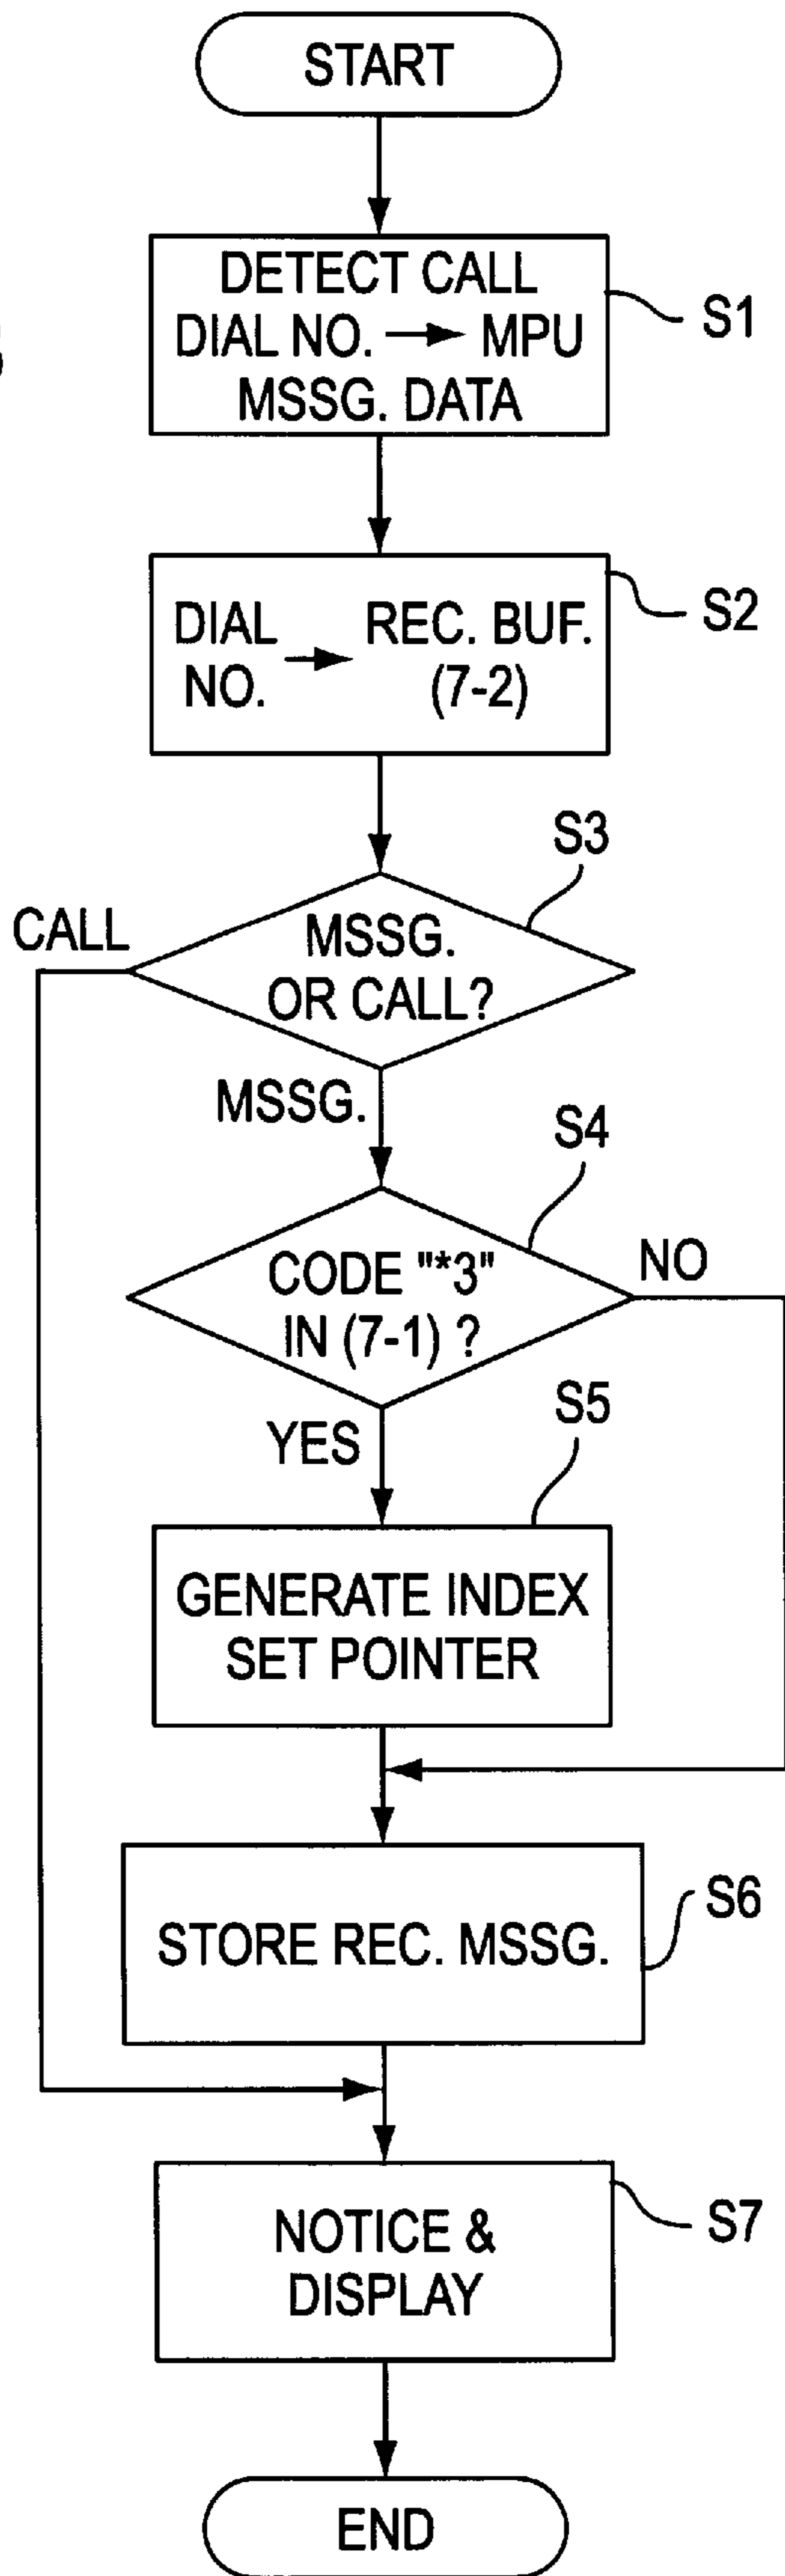 START
DETECT CALL
DIAL NO. → MPU
MSSG. DATA
S1
DIAL → REC. BUF.
NO. (7-2)
S2
S3
CALL
MSSG.
OR CALL?
MSSG.
S4
CODE "*3"
IN (7-1) ?
NO
YES
S5
GENERATE INDEX
SET POINTER
STORE REC. MSSG.
S6
NOTICE &
DISPLAY
S7
END